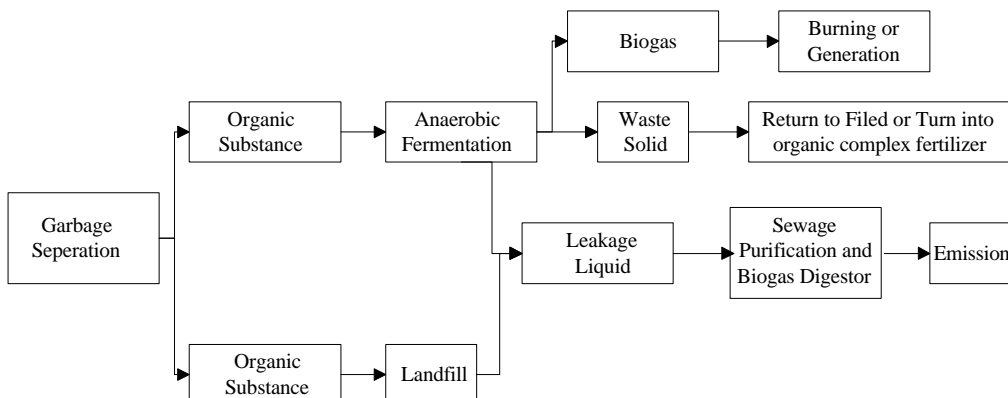 Biogas
Burning or
Generation
Organic
Substance
Anaerobic
Fermentation
Waste
Solid
Return to Filed or Turn into
organic complex fertilizer
Garbage
Seperation
Leakage
Liquid
Sewage
Purification and
Biogas Digestor
Emission
Organic
Substance
Landfill